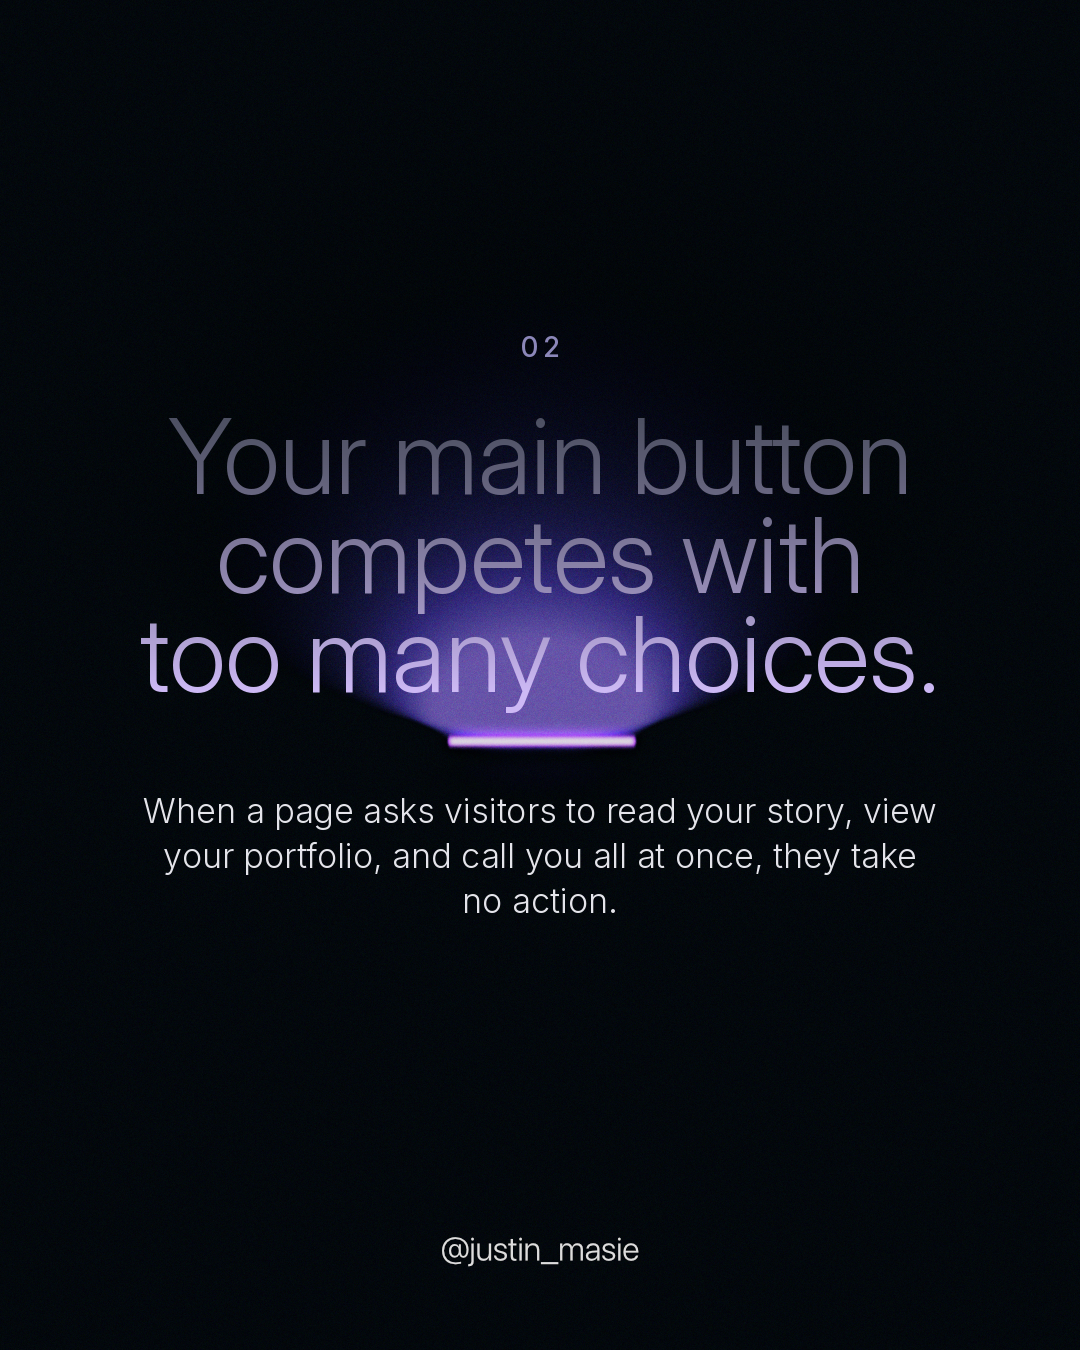 02
Your main button
competes with
too many choices.
When a page asks visitors to read your story, view
your portfolio, and call you all at once, they take
no action.
@justin_masie